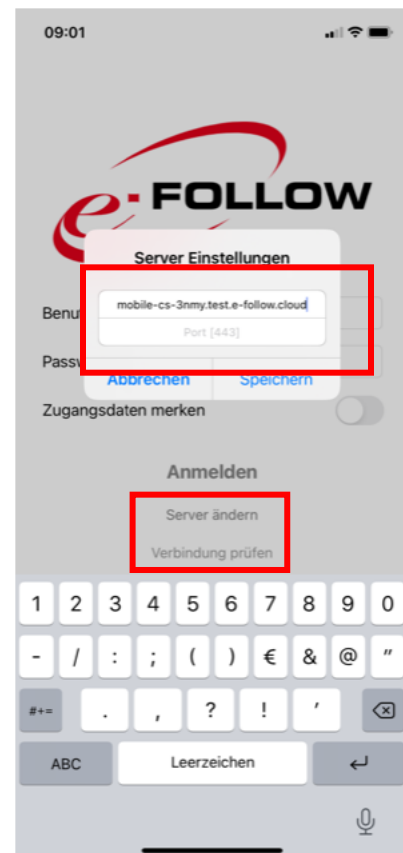 09:01
e·FOLLOW
Server Einstellungen
mobile-cs-3nmy.test.e-follow.cloud
Port [443]
Abbrechen Speichern
Zugangsdaten merken
Anmelden
Server ändern
Verbindung prüfen
1 2 3 4 5 6 7 8 9 0
- / : ; ( ) € & @ "
#+= . , ? ! '
ABC Leerzeichen